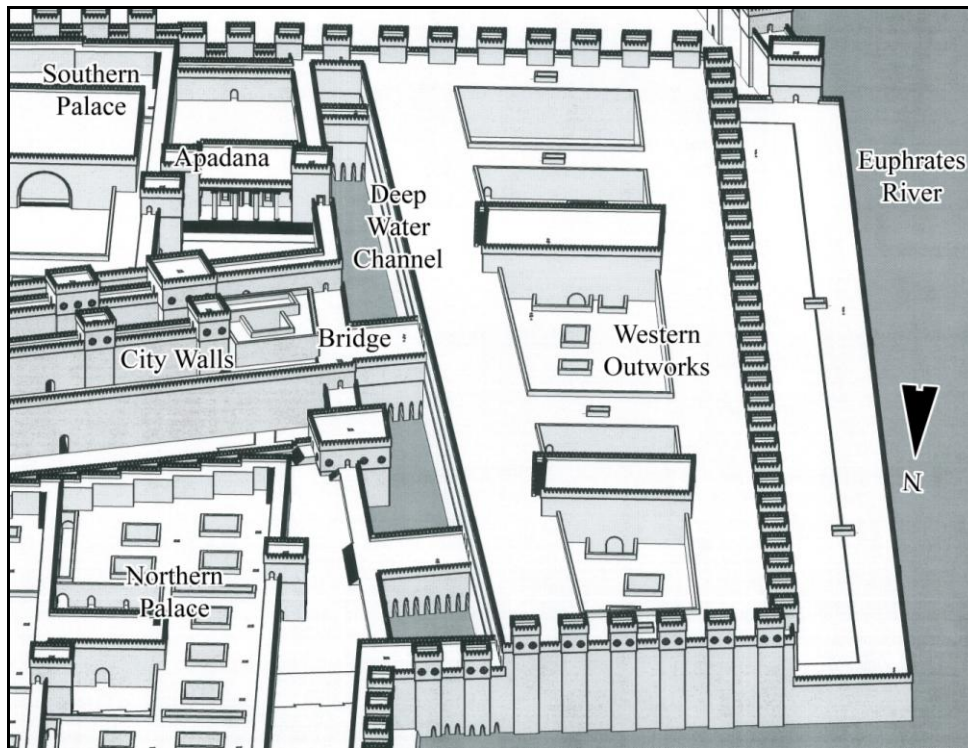 Southern
Palace
Apadana
Deep
Water
Channel
Euphrates
River
City Walls
Bridge
Western
Outworks
N
Northern
Palace